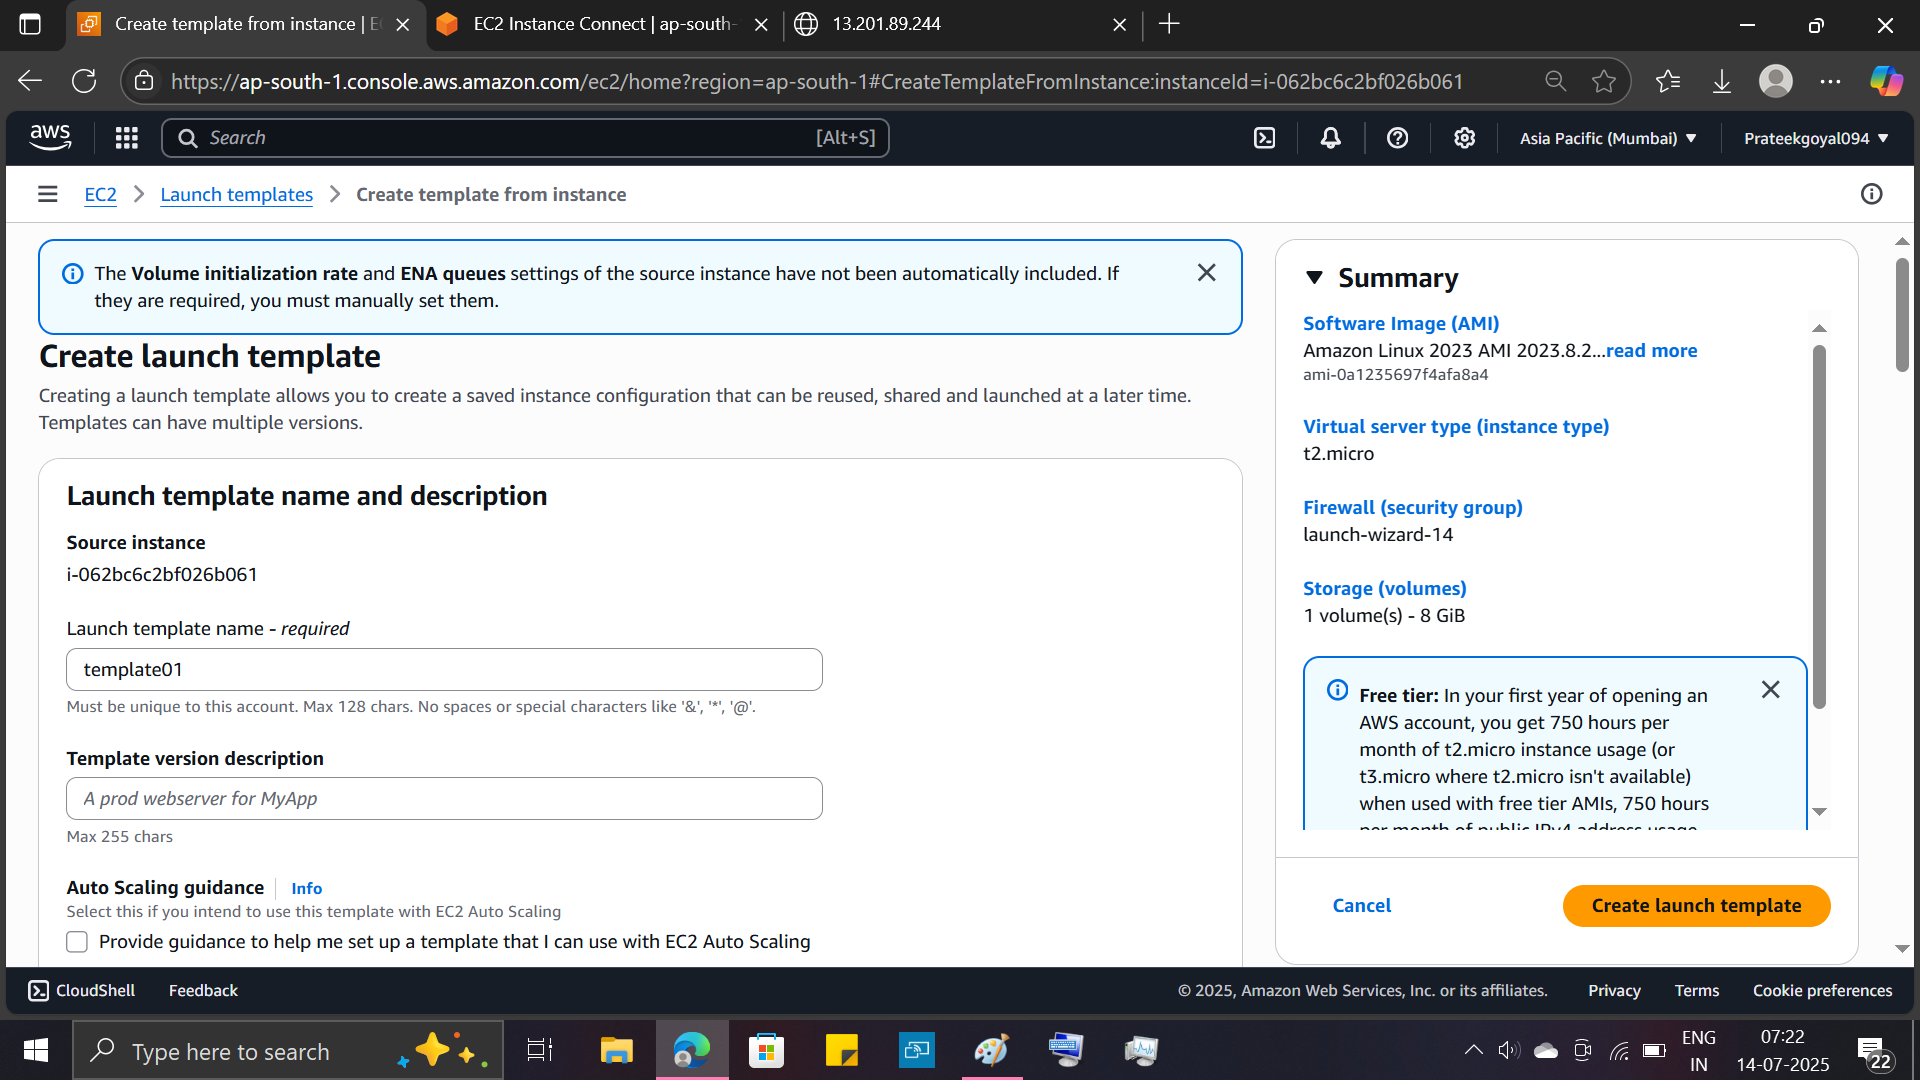 Create template from instance | EC
EC2 Instance Connect | ap-south-
13.201.89.244
https://ap-south-1.console.aws.amazon.com/ec2/home?region=ap-south-1#CreateTemplateFromInstance:instanceId=i-062bc6c2bf026b061
aws
Search
[Alt+S]
Asia Pacific (Mumbai)
Prateekgoyal094
EC2
Launch templates
Create template from instance
The Volume initialization rate and ENA queues settings of the source instance have not been automatically included. If
they are required, you must manually set them.
Create launch template
Creating a launch template allows you to create a saved instance configuration that can be reused, shared and launched at a later time.
Templates can have multiple versions.
Launch template name and description
Source instance
i-062bc6c2bf026b061
Launch template name - required
template01
Must be unique to this account. Max 128 chars. No spaces or special characters like '&', '*', '@'.
Template version description
A prod webserver for MyApp
Max 255 chars
Auto Scaling guidance
Info
Select this if you intend to use this template with EC2 Auto Scaling
Provide guidance to help me set up a template that I can use with EC2 Auto Scaling
Summary
Software Image (AMI)
Amazon Linux 2023 AMI 2023.8.2...read more
ami-0a1235697f4afa8a4
Virtual server type (instance type)
t2.micro
Firewall (security group)
launch-wizard-14
Storage (volumes)
1 volume(s) - 8 GiB
Free tier: In your first year of opening an
AWS account, you get 750 hours per
month of t2.micro instance usage (or
t3.micro where t2.micro isn't available)
when used with free tier AMIs, 750 hours
per month of public IPv4 address usage
Cancel
Create launch template
CloudShell
Feedback
© 2025, Amazon Web Services, Inc. or its affiliates.
Privacy
Terms
Cookie preferences
Type here to search
ENG
IN
07:22
14-07-2025
22